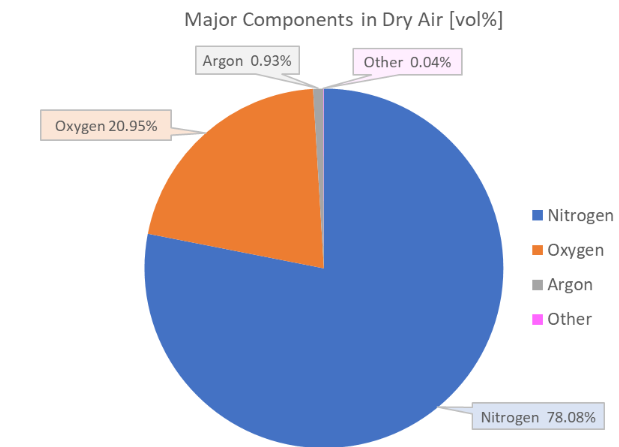 Major Components in Dry Air [vol%]
Argon 0.93%
Other 0.04%
Oxygen 20.95%
Nitrogen
Oxygen
Argon
Other
Nitrogen 78.08%